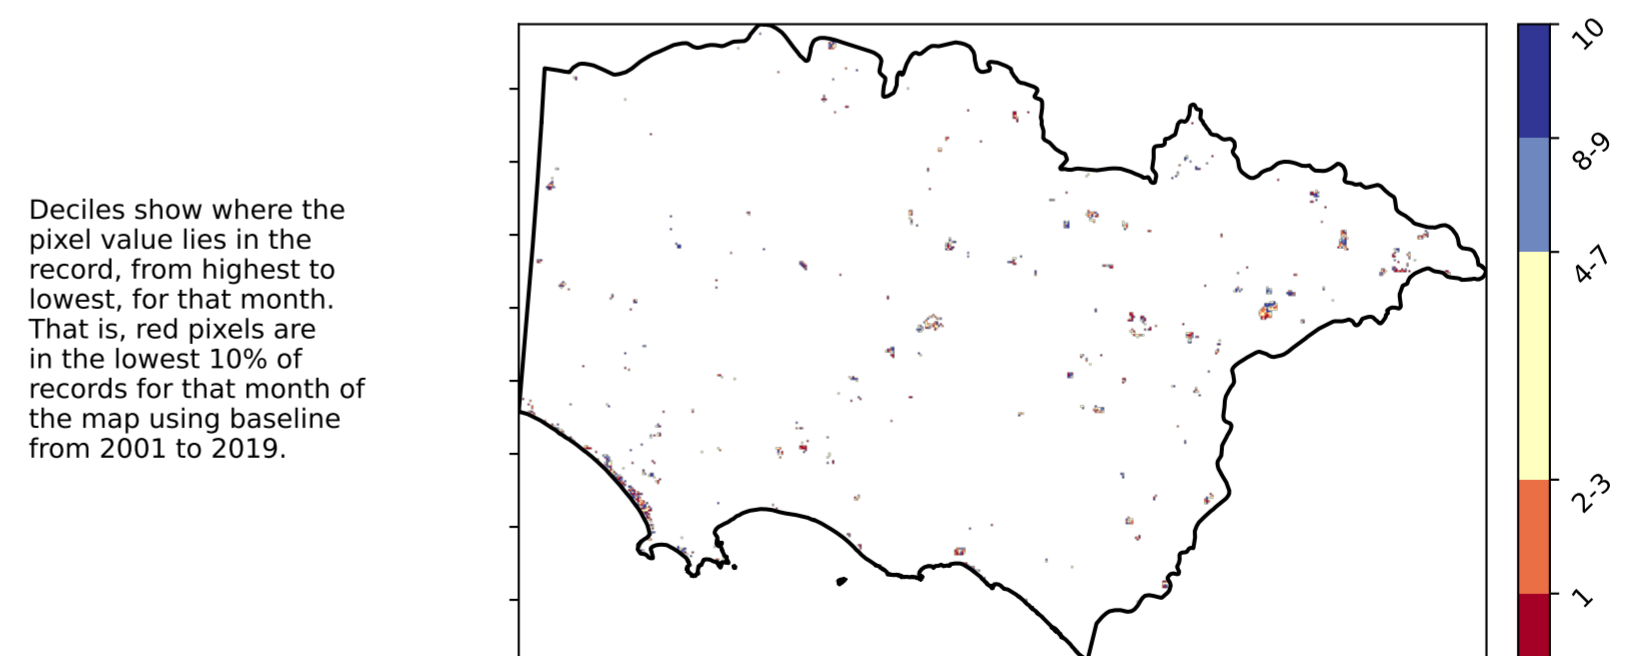 Deciles show where the
pixel value lies in the
record, from highest to
lowest, for that month.
That is, red pixels are
in the lowest 10% of
records for that month of
the map using baseline
from 2001 to 2019.
10
8-9
4-7
2-3
1